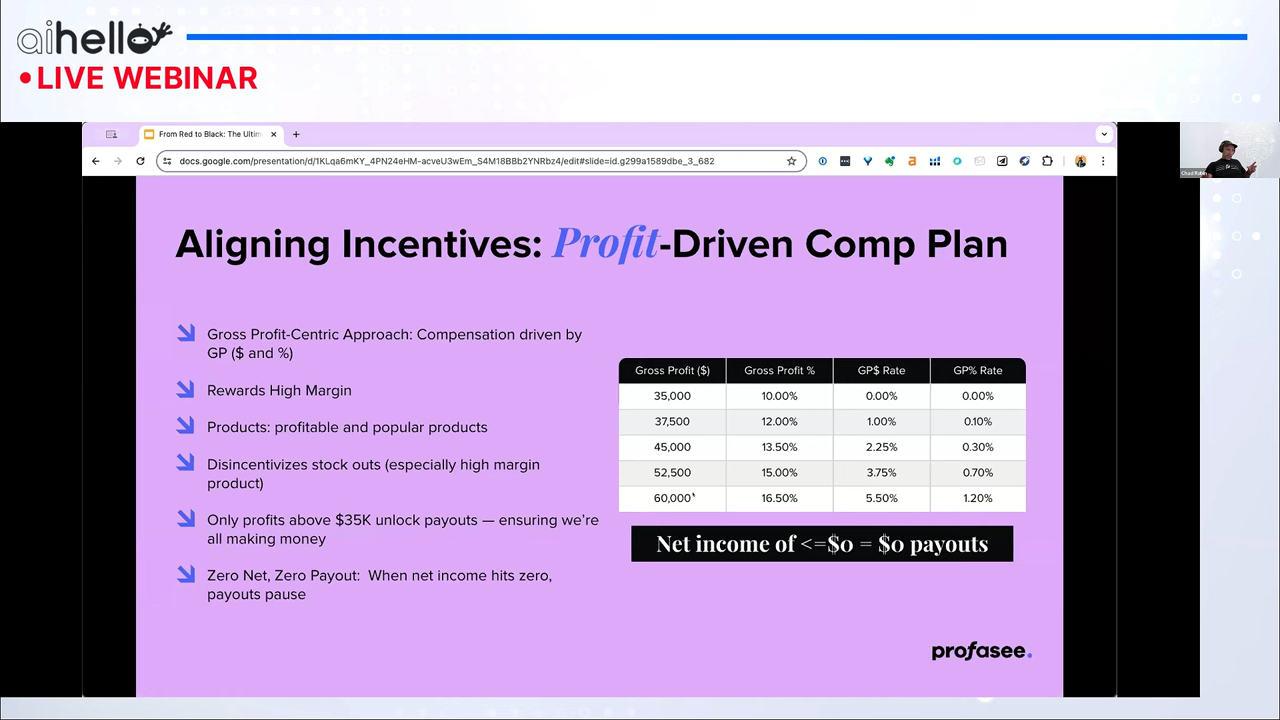 aihello
•LIVE WEBINAR
From Red to Black: The Ultim
docs.google.com/presentation/d/1KLqa6mKY_4PN24eHM-acveU3wEm_S4M18BBb2YNRbz4/edit#slide=id.g299a1589dbe_3_682
Aligning Incentives: Profit-Driven Comp Plan
Gross Profit-Centric Approach: Compensation driven by
GP ($ and %)
Rewards High Margin
Products: profitable and popular products
Disincentivizes stock outs (especially high margin
product)
Only profits above $35K unlock payouts — ensuring we're
all making money
Zero Net, Zero Payout: When net income hits zero,
payouts pause
Gross Profit ($) Gross Profit % GP$ Rate GP% Rate
35,000 10.00% 0.00% 0.00%
37,500 12.00% 1.00% 0.10%
45,000 13.50% 2.25% 0.30%
52,500 15.00% 3.75% 0.70%
60,000 16.50% 5.50% 1.20%
Net income of <=$0 = $0 payouts
profasee.